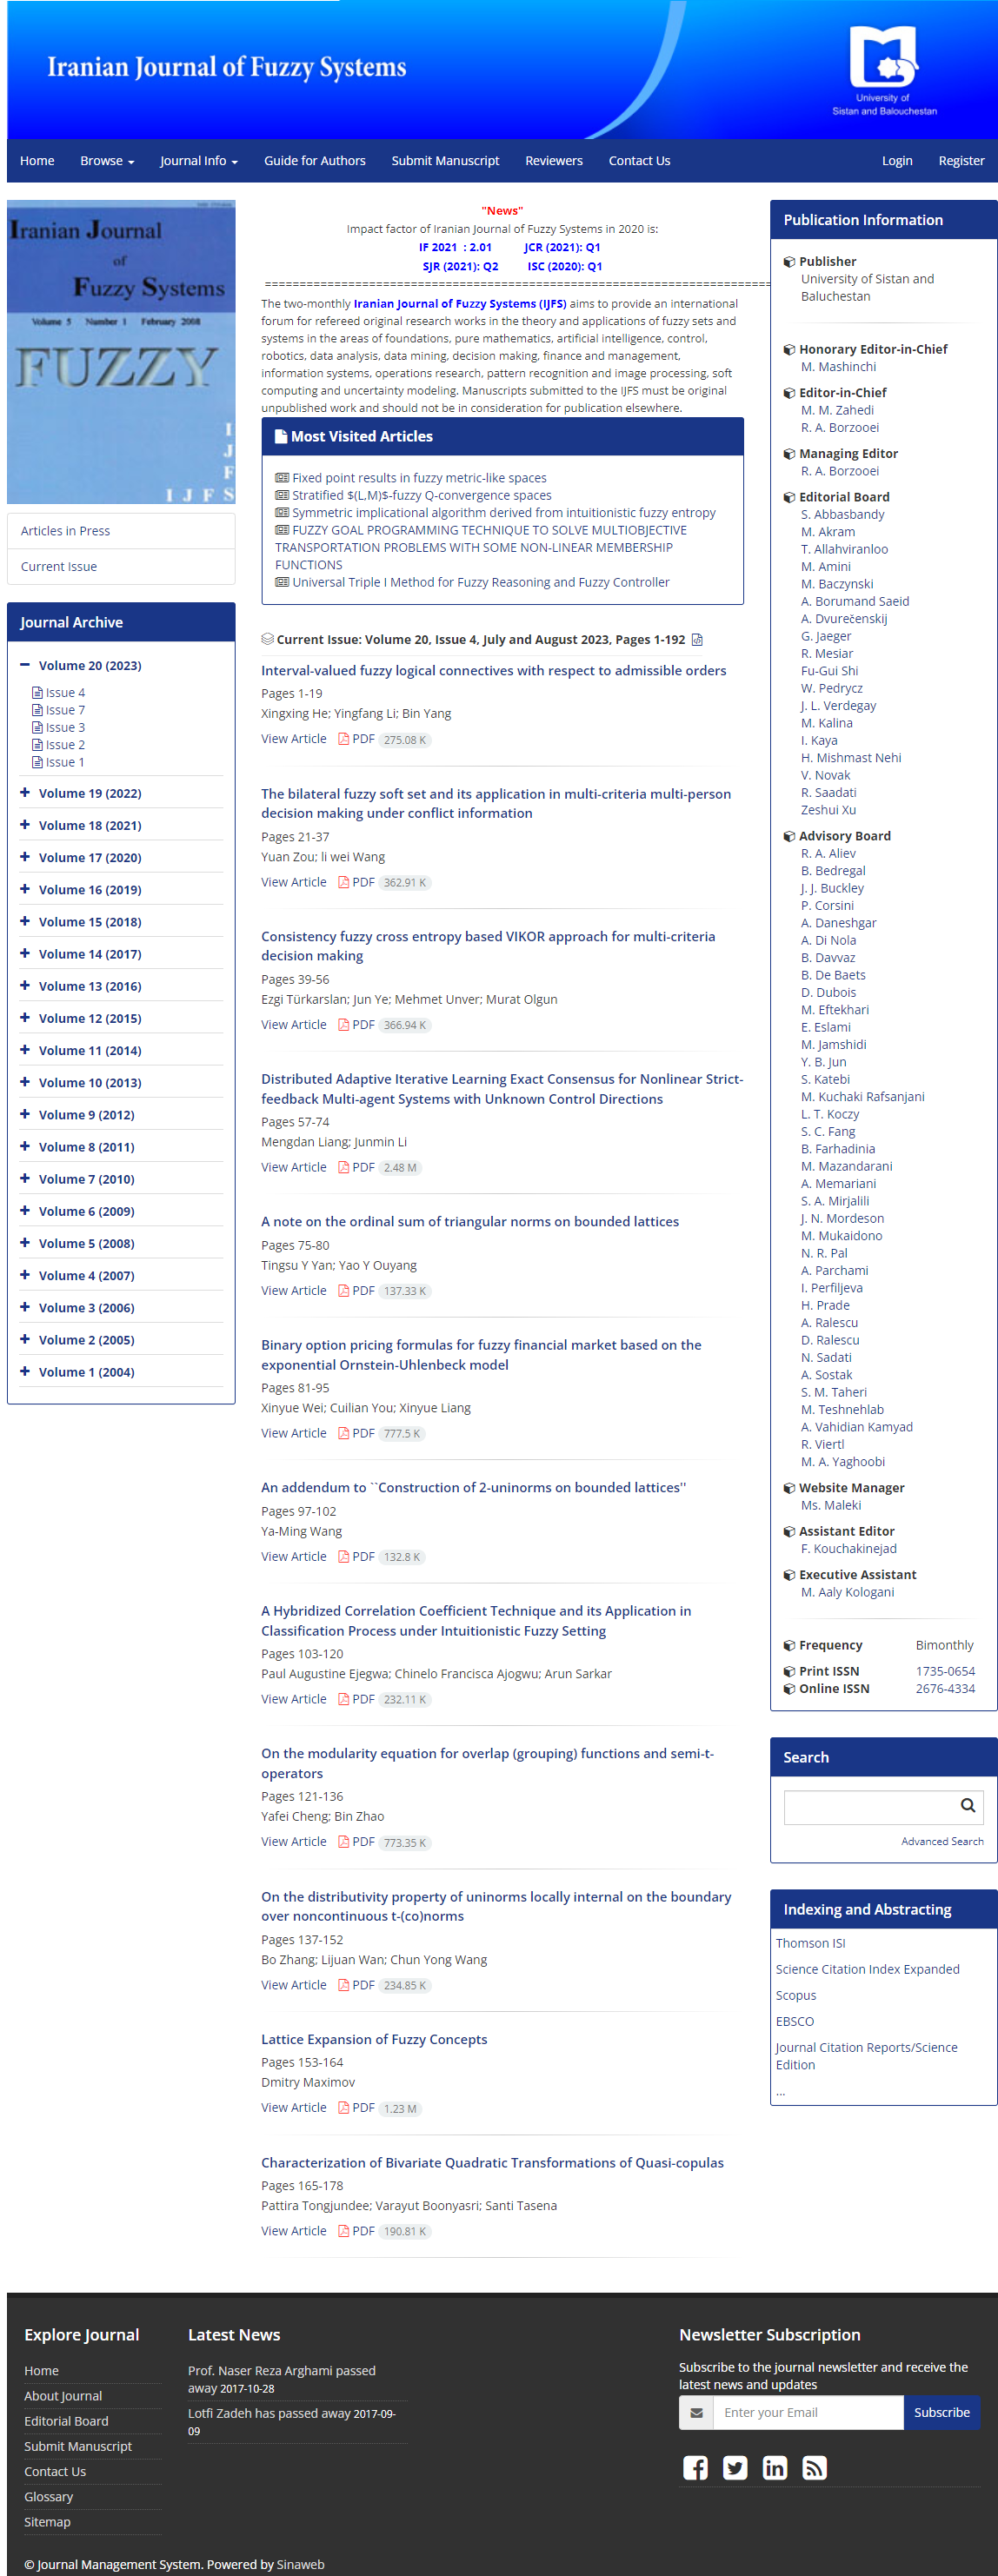 Iranian Journal of Fuzzy Systems
University of
Sistan and Balouchestan
Home Browse Journal Info Guide for Authors Submit Manuscript Reviewers Contact Us Login Register
Iranian Journal
of
Fuzzy Systems
Volume 5 Number 1 February 2008
FUZZY
I
J
F
I J F S
Articles in Press
Current Issue
Journal Archive
Volume 20 (2023)
Issue 4
Issue 7
Issue 3
Issue 2
Issue 1
Volume 19 (2022)
Volume 18 (2021)
Volume 17 (2020)
Volume 16 (2019)
Volume 15 (2018)
Volume 14 (2017)
Volume 13 (2016)
Volume 12 (2015)
Volume 11 (2014)
Volume 10 (2013)
Volume 9 (2012)
Volume 8 (2011)
Volume 7 (2010)
Volume 6 (2009)
Volume 5 (2008)
Volume 4 (2007)
Volume 3 (2006)
Volume 2 (2005)
Volume 1 (2004)
"News"
Impact factor of Iranian Journal of Fuzzy Systems in 2020 is:
IF 2021 : 2.01 JCR (2021): Q1
SJR (2021): Q2 ISC (2020): Q1
========================================================================
The two-monthly Iranian Journal of Fuzzy Systems (IJFS) aims to provide an international
forum for refereed original research works in the theory and applications of fuzzy sets and
systems in the areas of foundations, pure mathematics, artificial intelligence, control,
robotics, data analysis, data mining, decision making, finance and management,
information systems, operations research, pattern recognition and image processing, soft
computing and uncertainty modeling. Manuscripts submitted to the IJFS must be original
unpublished work and should not be in consideration for publication elsewhere.
Most Visited Articles
Fixed point results in fuzzy metric-like spaces
Stratified $(L,M)$-fuzzy Q-convergence spaces
Symmetric implicational algorithm derived from intuitionistic fuzzy entropy
FUZZY GOAL PROGRAMMING TECHNIQUE TO SOLVE MULTIOBJECTIVE
TRANSPORTATION PROBLEMS WITH SOME NON-LINEAR MEMBERSHIP
FUNCTIONS
Universal Triple I Method for Fuzzy Reasoning and Fuzzy Controller
Current Issue: Volume 20, Issue 4, July and August 2023, Pages 1-192
Interval-valued fuzzy logical connectives with respect to admissible orders
Pages 1-19
Xingxing He; Yingfang Li; Bin Yang
View Article PDF 275.08 K
The bilateral fuzzy soft set and its application in multi-criteria multi-person
decision making under conflict information
Pages 21-37
Yuan Zou; li wei Wang
View Article PDF 362.91 K
Consistency fuzzy cross entropy based VIKOR approach for multi-criteria
decision making
Pages 39-56
Ezgi Türkarslan; Jun Ye; Mehmet Unver; Murat Olgun
View Article PDF 366.94 K
Distributed Adaptive Iterative Learning Exact Consensus for Nonlinear Strict-
feedback Multi-agent Systems with Unknown Control Directions
Pages 57-74
Mengdan Liang; Junmin Li
View Article PDF 2.48 M
A note on the ordinal sum of triangular norms on bounded lattices
Pages 75-80
Tingsu Y Yan; Yao Y Ouyang
View Article PDF 137.33 K
Binary option pricing formulas for fuzzy financial market based on the
exponential Ornstein-Uhlenbeck model
Pages 81-95
Xinyue Wei; Cuilian You; Xinyue Liang
View Article PDF 777.5 K
An addendum to ``Construction of 2-uninorms on bounded lattices''
Pages 97-102
Ya-Ming Wang
View Article PDF 132.8 K
A Hybridized Correlation Coefficient Technique and its Application in
Classification Process under Intuitionistic Fuzzy Setting
Pages 103-120
Paul Augustine Ejegwa; Chinelo Francisca Ajogwu; Arun Sarkar
View Article PDF 232.11 K
On the modularity equation for overlap (grouping) functions and semi-t-
operators
Pages 121-136
Yafei Cheng; Bin Zhao
View Article PDF 773.35 K
On the distributivity property of uninorms locally internal on the boundary
over noncontinuous t-(co)norms
Pages 137-152
Bo Zhang; Lijuan Wan; Chun Yong Wang
View Article PDF 234.85 K
Lattice Expansion of Fuzzy Concepts
Pages 153-164
Dmitry Maximov
View Article PDF 1.23 M
Characterization of Bivariate Quadratic Transformations of Quasi-copulas
Pages 165-178
Pattira Tongjundee; Varayut Boonyasri; Santi Tasena
View Article PDF 190.81 K
Publication Information
Publisher
University of Sistan and
Baluchestan
Honorary Editor-in-Chief
M. Mashinchi
Editor-in-Chief
M. M. Zahedi
R. A. Borzooei
Managing Editor
R. A. Borzooei
Editorial Board
S. Abbasbandy
M. Akram
T. Allahviranloo
M. Amini
M. Baczynski
A. Borumand Saeid
A. Dvurečenskij
G. Jaeger
R. Mesiar
Fu-Gui Shi
W. Pedrycz
J. L. Verdegay
M. Kalina
I. Kaya
H. Mishmast Nehi
V. Novak
R. Saadati
Zeshui Xu
Advisory Board
R. A. Aliev
B. Bedregal
J. J. Buckley
P. Corsini
A. Daneshgar
A. Di Nola
B. Davvaz
B. De Baets
D. Dubois
M. Eftekhari
E. Eslami
M. Jamshidi
Y. B. Jun
S. Katebi
M. Kuchaki Rafsanjani
L. T. Koczy
S. C. Fang
B. Farhadinia
M. Mazandarani
A. Memariani
S. A. Mirjalili
J. N. Mordeson
M. Mukaidono
N. R. Pal
A. Parchami
I. Perfiljeva
H. Prade
A. Ralescu
D. Ralescu
N. Sadati
A. Sostak
S. M. Taheri
M. Teshnehlab
A. Vahidian Kamyad
R. Viertl
M. A. Yaghoobi
Website Manager
Ms. Maleki
Assistant Editor
F. Kouchakinejad
Executive Assistant
M. Aaly Kologani
Frequency Bimonthly
Print ISSN 1735-0654
Online ISSN 2676-4334
Search
Advanced Search
Indexing and Abstracting
Thomson ISI
Science Citation Index Expanded
Scopus
EBSCO
Journal Citation Reports/Science
Edition
...
Explore Journal
Home
About Journal
Editorial Board
Submit Manuscript
Contact Us
Glossary
Sitemap
Latest News
Prof. Naser Reza Arghami passed
away 2017-10-28
Lotfi Zadeh has passed away 2017-09-
09
Newsletter Subscription
Subscribe to the journal newsletter and receive the
latest news and updates
Enter your Email Subscribe
© Journal Management System. Powered by Sinaweb